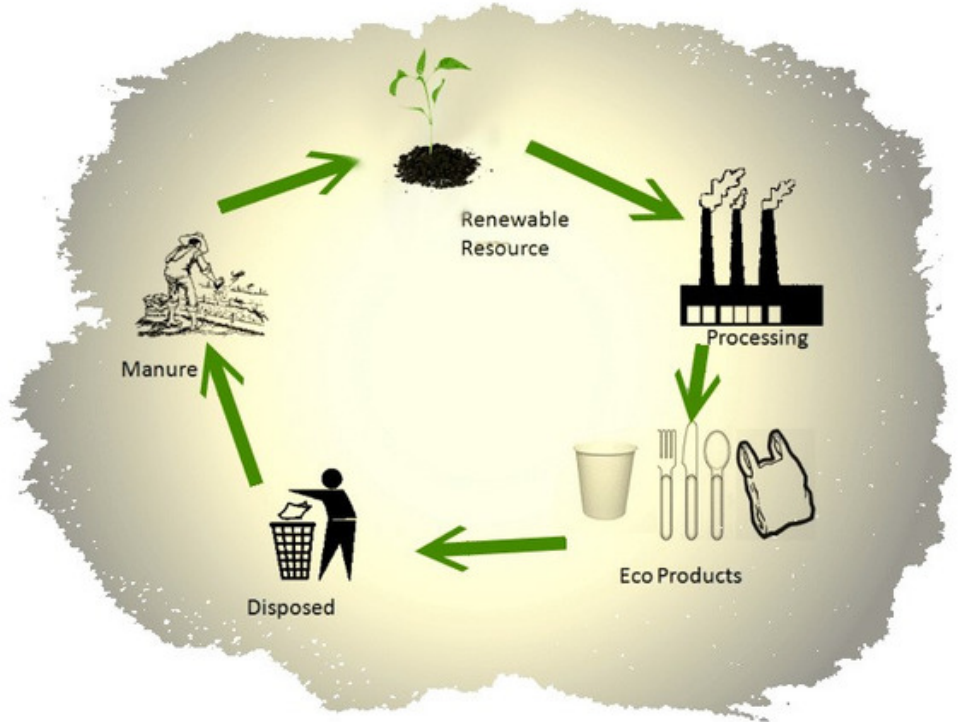 Renewable
Resource
Processing
Eco Products
Disposed
Manure